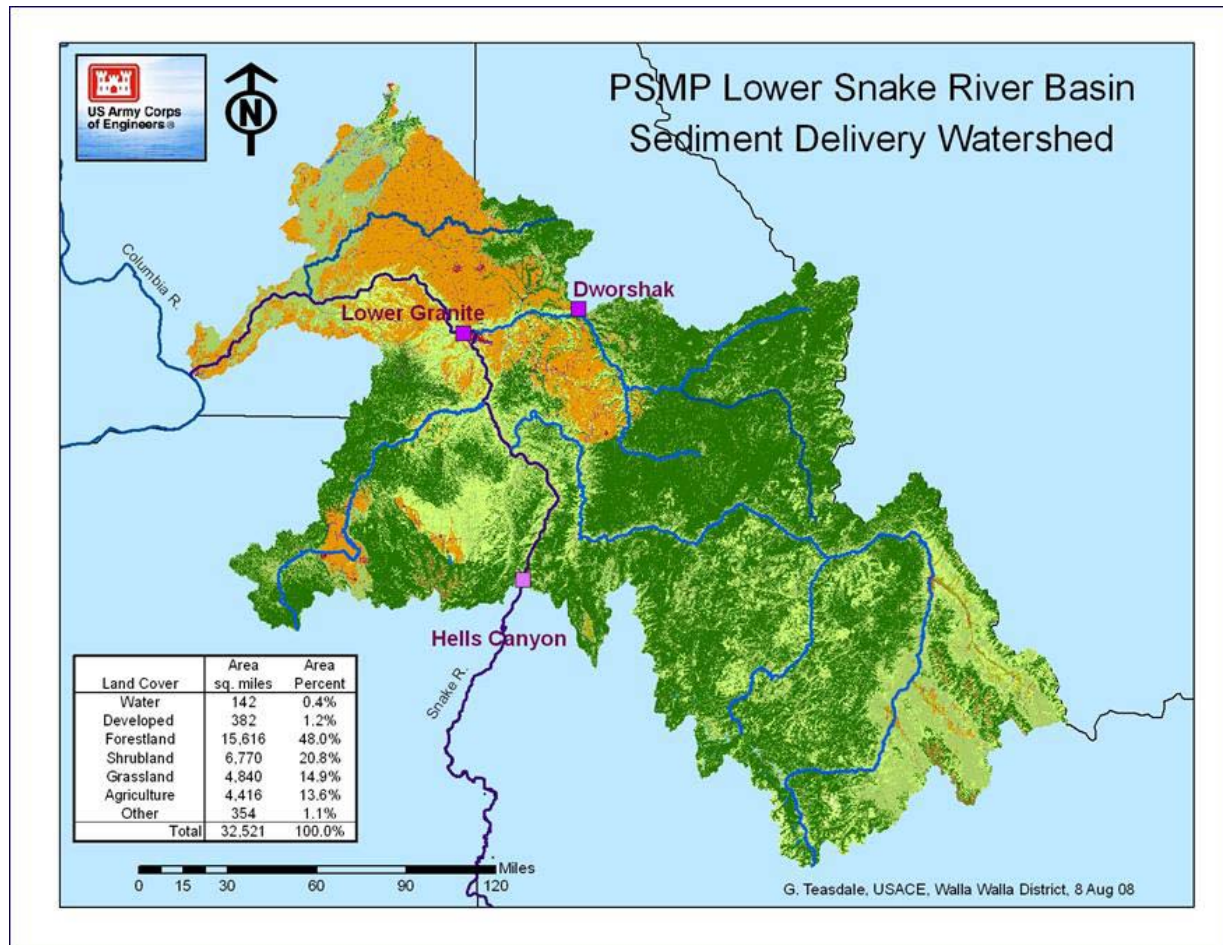 US Army Corps
of Engineers®
N
PSMP Lower Snake River Basin
Sediment Delivery Watershed
Columbia R.
Dworshak
Lower Granite
Hells Canyon
Snake R.
Land Cover Area sq. miles Area Percent
Water 142 0.4%
Developed 382 1.2%
Forestland 15,616 48.0%
Shrubland 6,770 20.8%
Grassland 4,840 14.9%
Agriculture 4,416 13.6%
Other 354 1.1%
Total 32,521 100.0%
Miles
0 15 30 60 90 120
G. Teasdale, USACE, Walla Walla District, 8 Aug 08